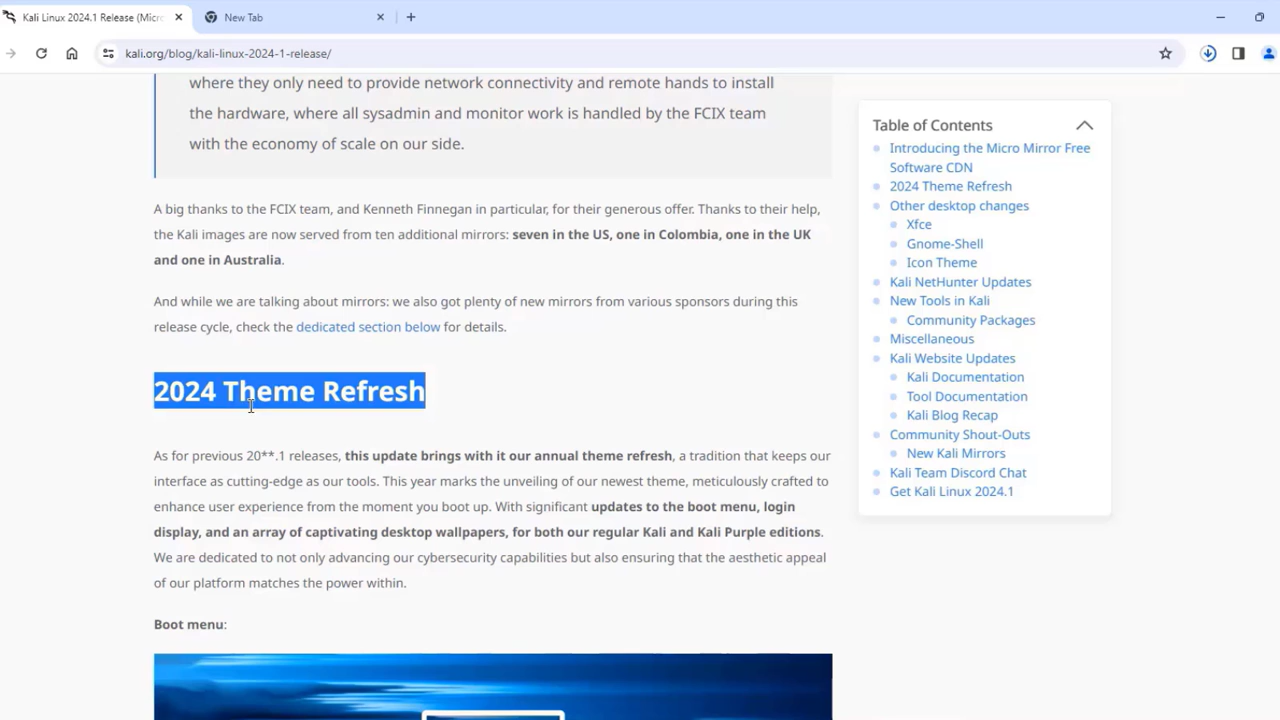 Kali Linux 2024.1 Release (Micro
New Tab
kali.org/blog/kali-linux-2024-1-release/
where they only need to provide network connectivity and remote hands to install
the hardware, where all sysadmin and monitor work is handled by the FCIX team
with the economy of scale on our side.
A big thanks to the FCIX team, and Kenneth Finnegan in particular, for their generous offer. Thanks to their help,
the Kali images are now served from ten additional mirrors: seven in the US, one in Colombia, one in the UK
and one in Australia.
And while we are talking about mirrors: we also got plenty of new mirrors from various sponsors during this
release cycle, check the dedicated section below for details.
2024 Theme Refresh
As for previous 20**.1 releases, this update brings with it our annual theme refresh, a tradition that keeps our
interface as cutting-edge as our tools. This year marks the unveiling of our newest theme, meticulously crafted to
enhance user experience from the moment you boot up. With significant updates to the boot menu, login
display, and an array of captivating desktop wallpapers, for both our regular Kali and Kali Purple editions.
We are dedicated to not only advancing our cybersecurity capabilities but also ensuring that the aesthetic appeal
of our platform matches the power within.
Boot menu:
Table of Contents
Introducing the Micro Mirror Free
Software CDN
2024 Theme Refresh
Other desktop changes
Xfce
Gnome-Shell
Icon Theme
Kali NetHunter Updates
New Tools in Kali
Community Packages
Miscellaneous
Kali Website Updates
Kali Documentation
Tool Documentation
Kali Blog Recap
Community Shout-Outs
New Kali Mirrors
Kali Team Discord Chat
Get Kali Linux 2024.1